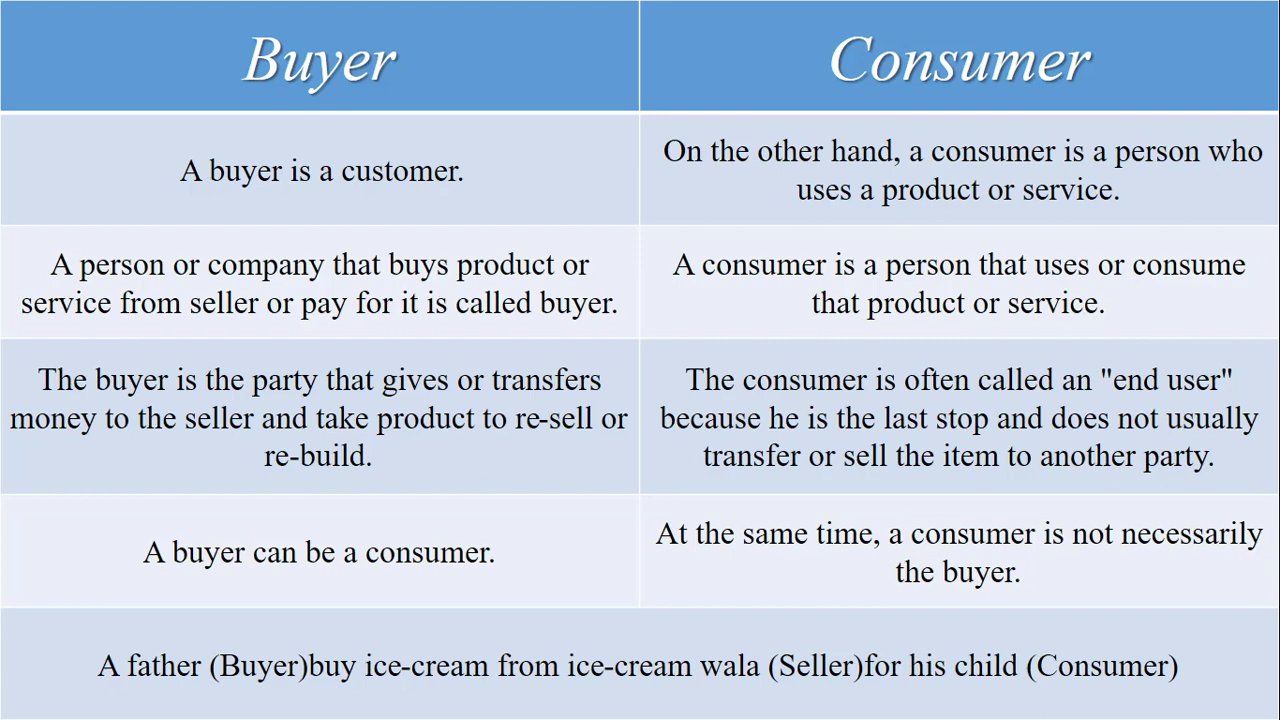 Buyer
Consumer
A buyer is a customer.
On the other hand, a consumer is a person who
uses a product or service.
A person or company that buys product or
service from seller or pay for it is called buyer.
A consumer is a person that uses or consume
that product or service.
The buyer is the party that gives or transfers
money to the seller and take product to re-sell or
re-build.
The consumer is often called an "end user"
because he is the last stop and does not usually
transfer or sell the item to another party.
A buyer can be a consumer.
At the same time, a consumer is not necessarily
the buyer.
A father (Buyer)buy ice-cream from ice-cream wala (Seller)for his child (Consumer)